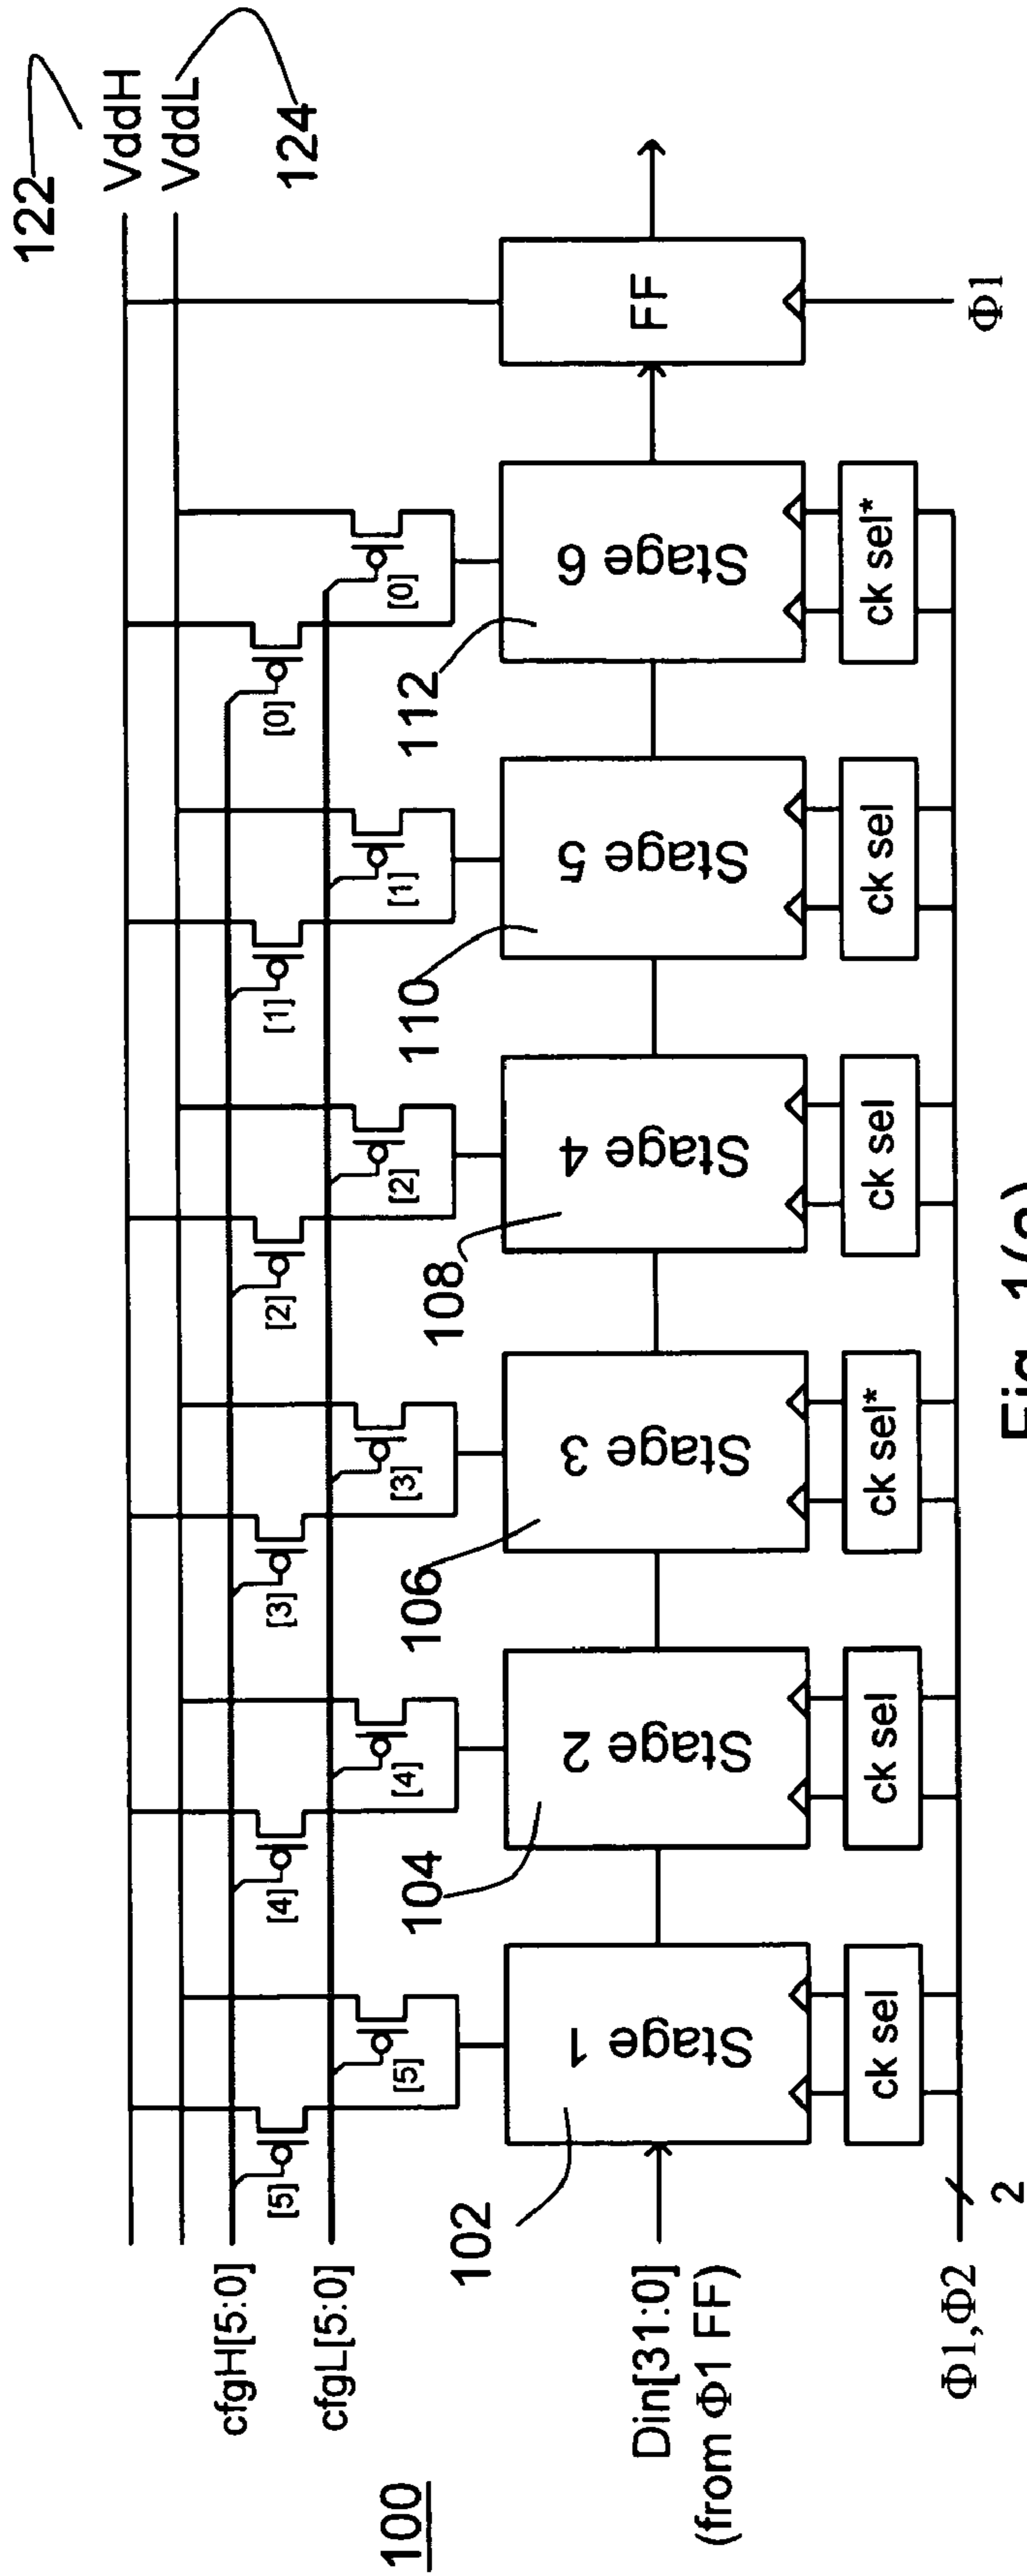 122
VddH
VddL
124
cfgH[5:0]
[5]
[4]
[3]
[2]
[1]
[0]
cfgL[5:0]
[5]
[4]
[3]
[2]
[1]
[0]
100
102
104
106
108
110
112
Din[31:0]
(from Φ1 FF)
Stage 1
Stage 2
Stage 3
Stage 4
Stage 5
Stage 6
FF
ck sel
ck sel
ck sel*
ck sel
ck sel
ck sel*
Φ1,Φ2
2
Φ1
Fig. 1(a)